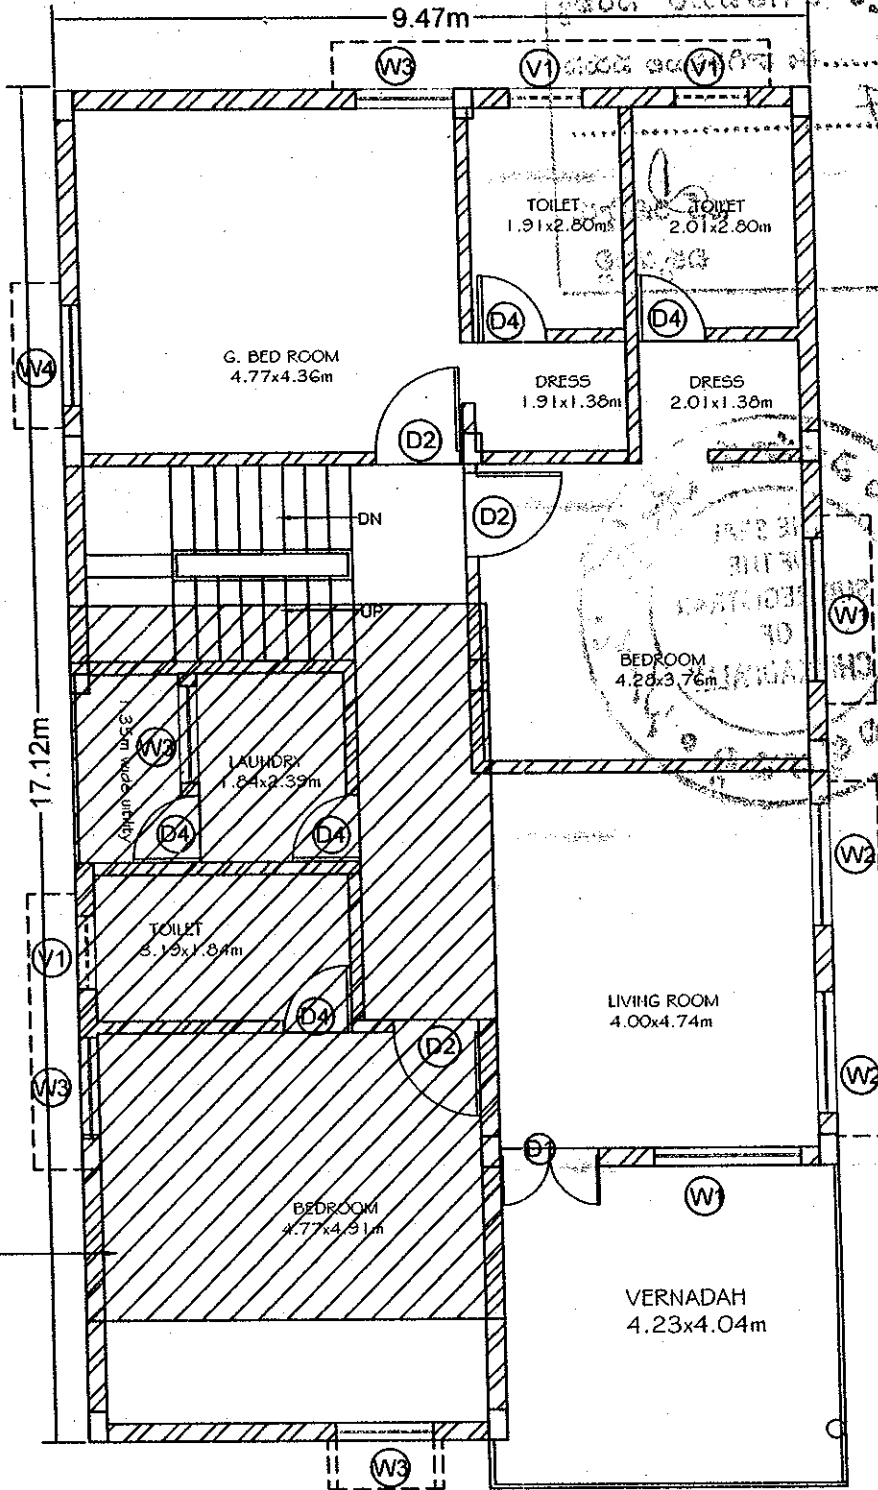 9.47m
W3
V1
V1
TOILET
1.91x2.80m
TOILET
2.01x2.80m
D4
D4
W4
G. BED ROOM
4.77x4.36m
DRESS
1.91x1.38m
DRESS
2.01x1.38m
D2
D2
DN
UP
W1
BEDROOM
4.28x3.76m
17.12m
1.35m wide utility
W3
LAUNDRY
1.84x2.39m
D4
D4
W2
V1
TOILET
3.19x1.84m
D4
LIVING ROOM
4.00x4.74m
D2
W3
W2
D1
W1
BEDROOM
4.77x4.91m
VERNADAH
4.23x4.04m
W3
OF THE
OF